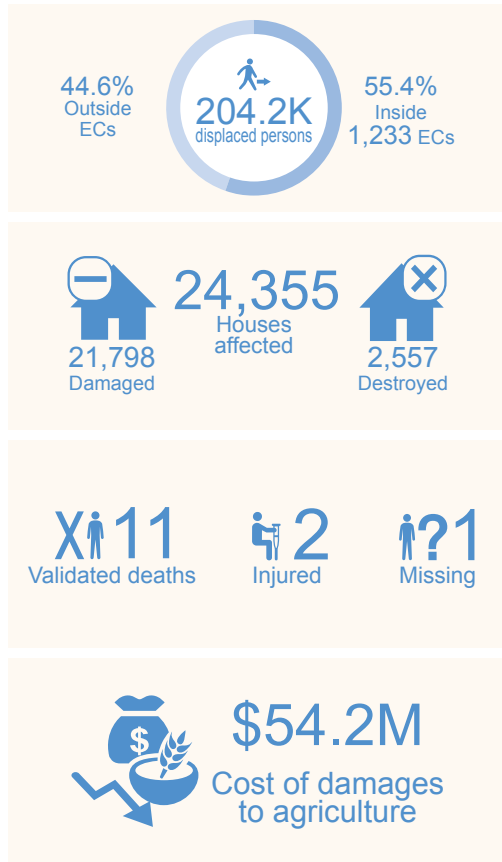 44.6%
Outside
ECs
204.2K
displaced persons
55.4%
Inside
1,233 ECs
24,355
Houses
affected
21,798
Damaged
2,557
Destroyed
11
Validated deaths
2
Injured
?1
Missing
$
$54.2M
Cost of damages
to agriculture